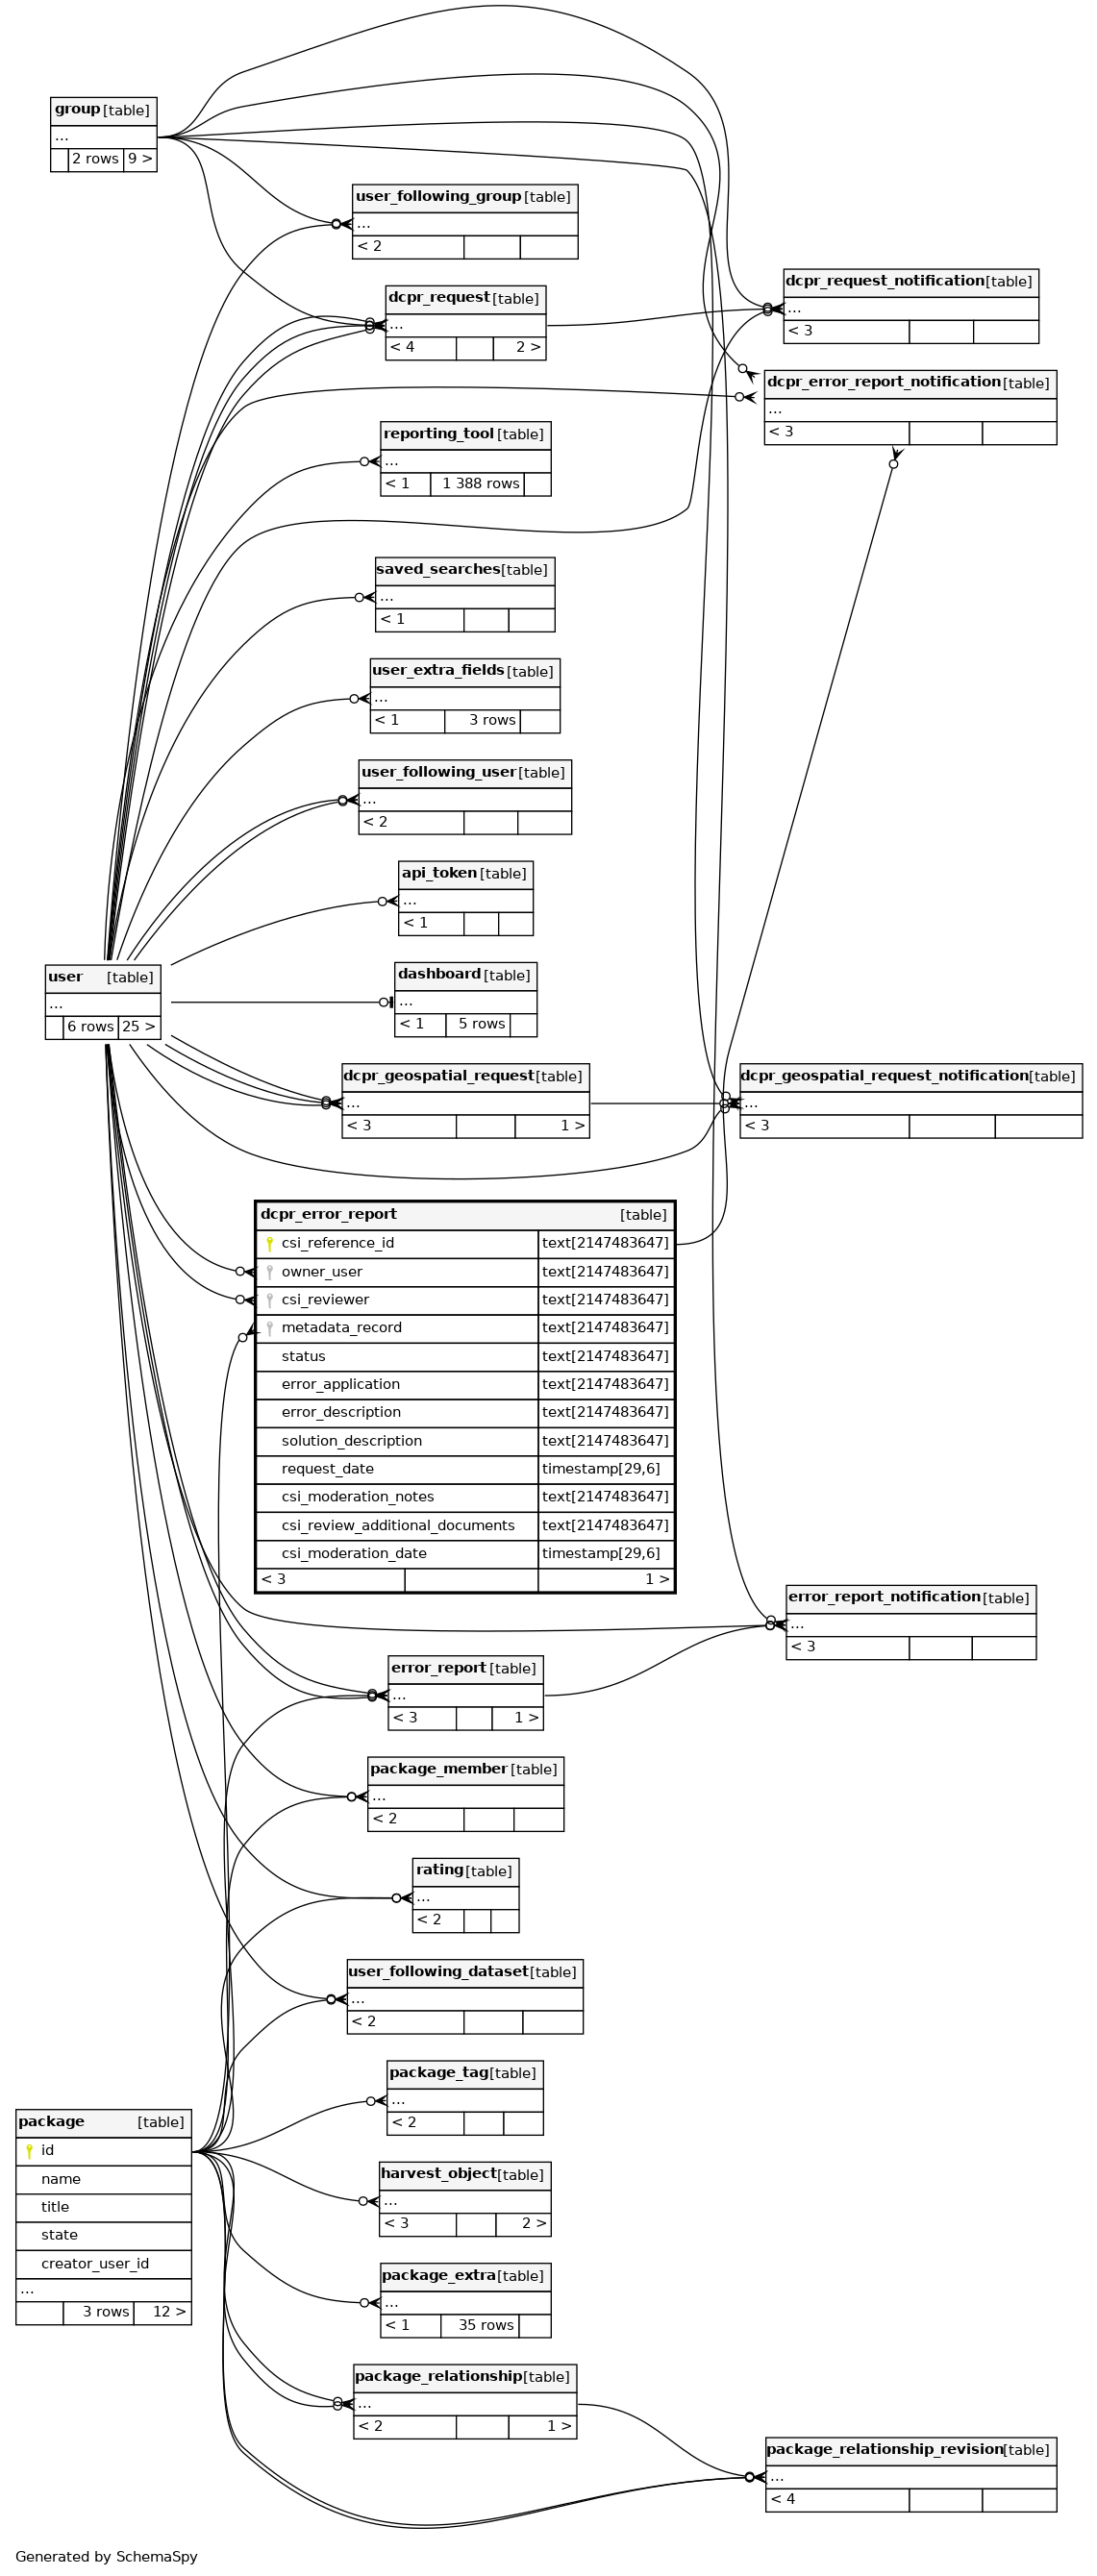 group [table]
...
2 rows 9 >
user_following_group [table]
...
< 2
dcpr_request [table]
...
< 4 2 >
dcpr_request_notification [table]
...
< 3
dcpr_error_report_notification [table]
...
< 3
reporting_tool [table]
...
< 1 1 388 rows
saved_searches [table]
...
< 1
user_extra_fields [table]
...
< 1 3 rows
user_following_user [table]
...
< 2
api_token [table]
...
< 1
user [table]
...
6 rows 25 >
dashboard [table]
...
< 1 5 rows
dcpr_geospatial_request [table]
...
< 3 1 >
dcpr_geospatial_request_notification [table]
...
< 3
dcpr_error_report [table]
csi_reference_id text[2147483647]
owner_user text[2147483647]
csi_reviewer text[2147483647]
metadata_record text[2147483647]
status text[2147483647]
error_application text[2147483647]
error_description text[2147483647]
solution_description text[2147483647]
request_date timestamp[29,6]
csi_moderation_notes text[2147483647]
csi_review_additional_documents text[2147483647]
csi_moderation_date timestamp[29,6]
< 3 1 >
error_report_notification [table]
...
< 3
error_report [table]
...
< 3 1 >
package_member [table]
...
< 2
rating [table]
...
< 2
user_following_dataset [table]
...
< 2
package_tag [table]
...
< 2
package [table]
id
name
title
state
creator_user_id
...
3 rows 12 >
harvest_object [table]
...
< 3 2 >
package_extra [table]
...
< 1 35 rows
package_relationship [table]
...
< 2 1 >
package_relationship_revision [table]
...
< 4
Generated by SchemaSpy